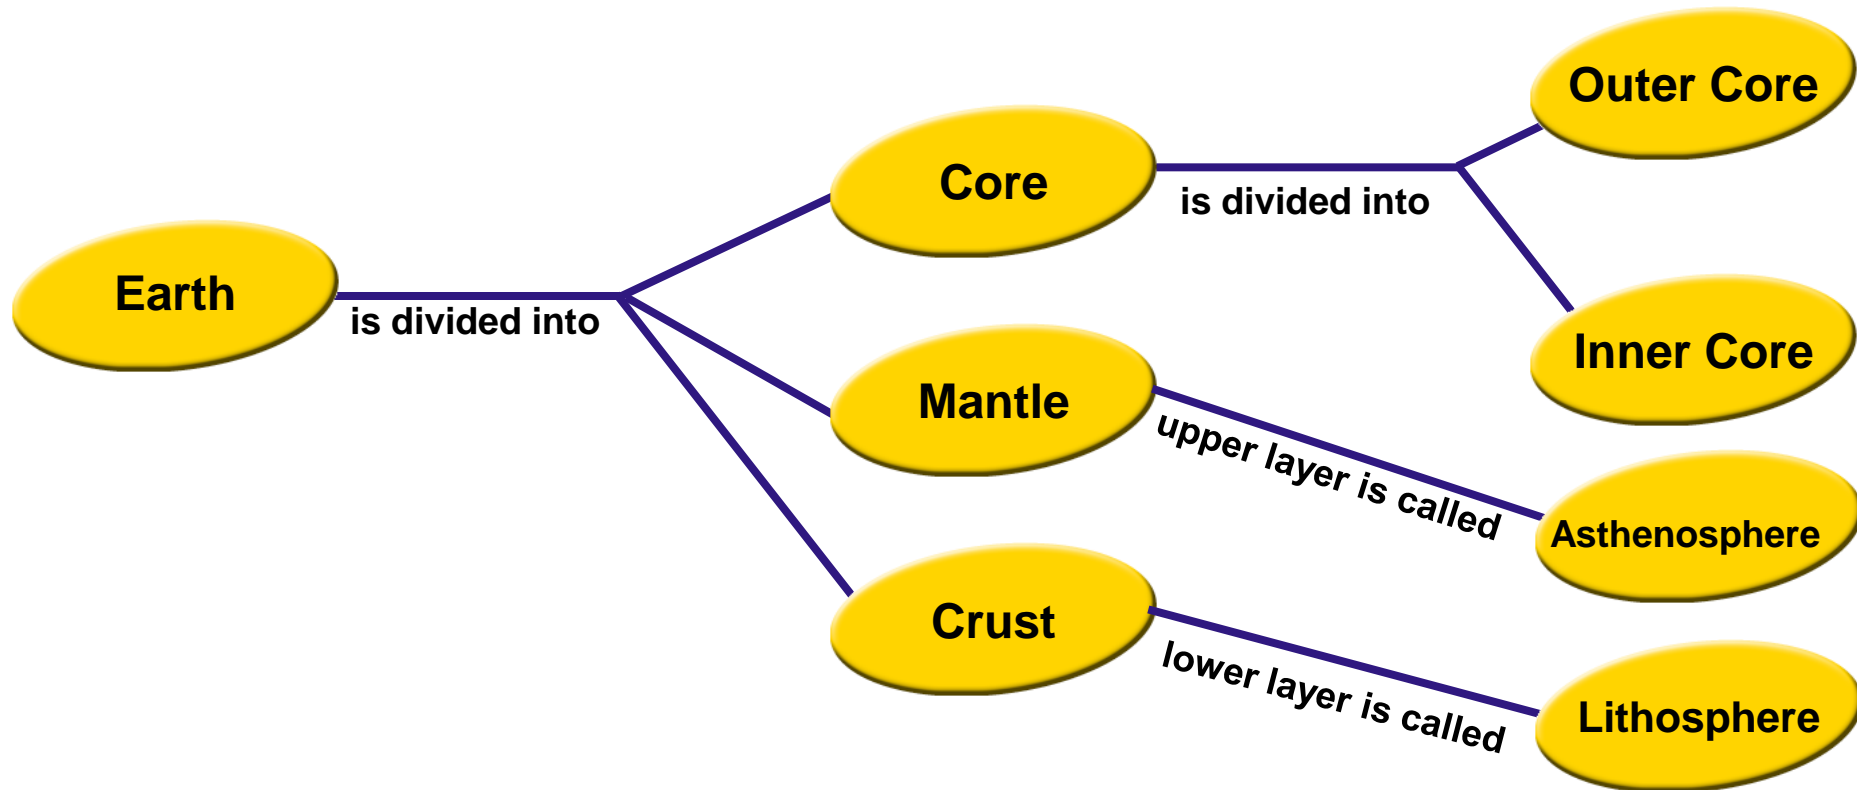 Earth
is divided into
Core
is divided into
Outer Core
Inner Core
Mantle
upper layer is called
Asthenosphere
Crust
lower layer is called
Lithosphere